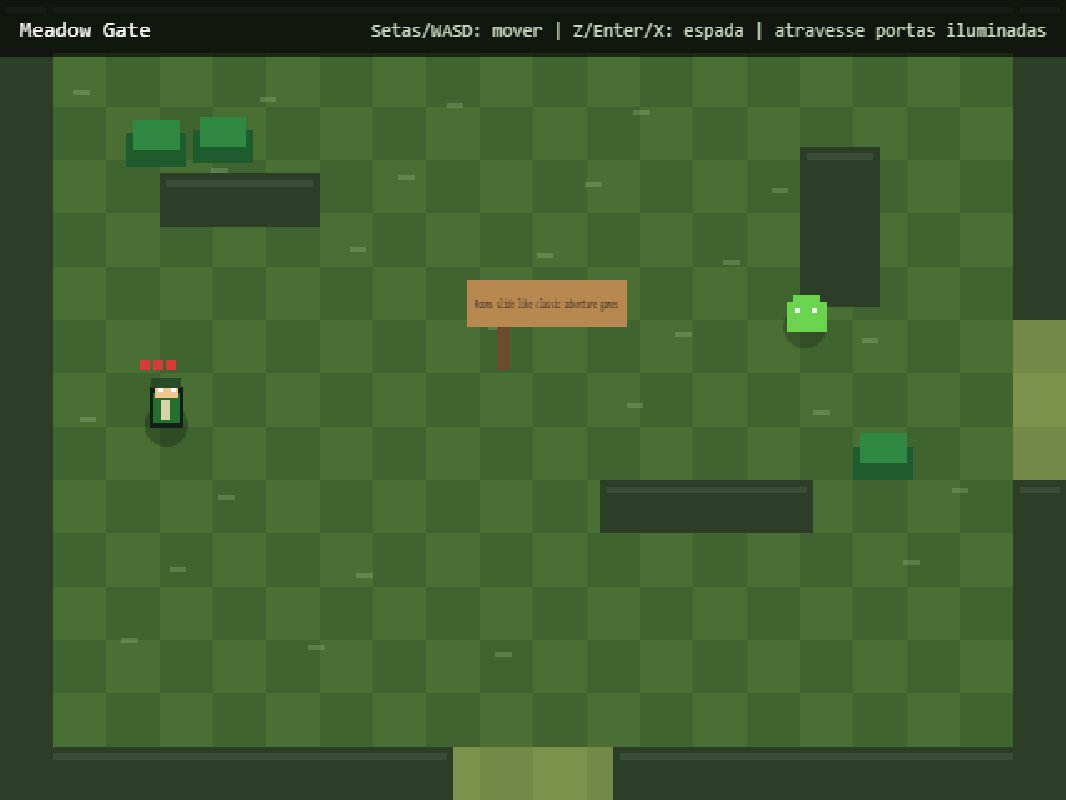 Meadow Gate
Setas/WASD: mover | Z/Enter/X: espada | atravesse portas iluminadas
Rooms slide like classic adventure games